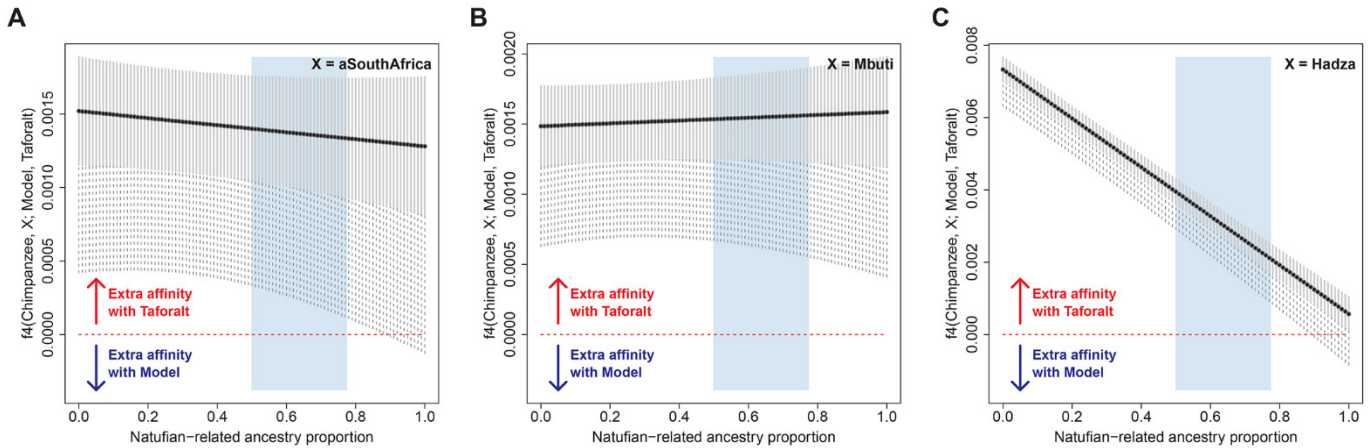 A
X = aSouthAfrica
f4(Chimpanzee, X; Model, Taforalt)
0.0015
0.0010
0.0005
0.0000
Extra affinity
with Taforalt
Extra affinity
with Model
0.0
0.2
0.4
0.6
0.8
1.0
Natufian-related ancestry proportion
B
X = Mbuti
f4(Chimpanzee, X; Model, Taforalt)
0.0020
0.0015
0.0010
0.0005
0.0000
Extra affinity
with Taforalt
Extra affinity
with Model
0.0
0.2
0.4
0.6
0.8
1.0
Natufian-related ancestry proportion
C
X = Hadza
f4(Chimpanzee, X; Model, Taforalt)
0.008
0.006
0.004
0.002
0.000
Extra affinity
with Taforalt
Extra affinity
with Model
0.0
0.2
0.4
0.6
0.8
1.0
Natufian-related ancestry proportion